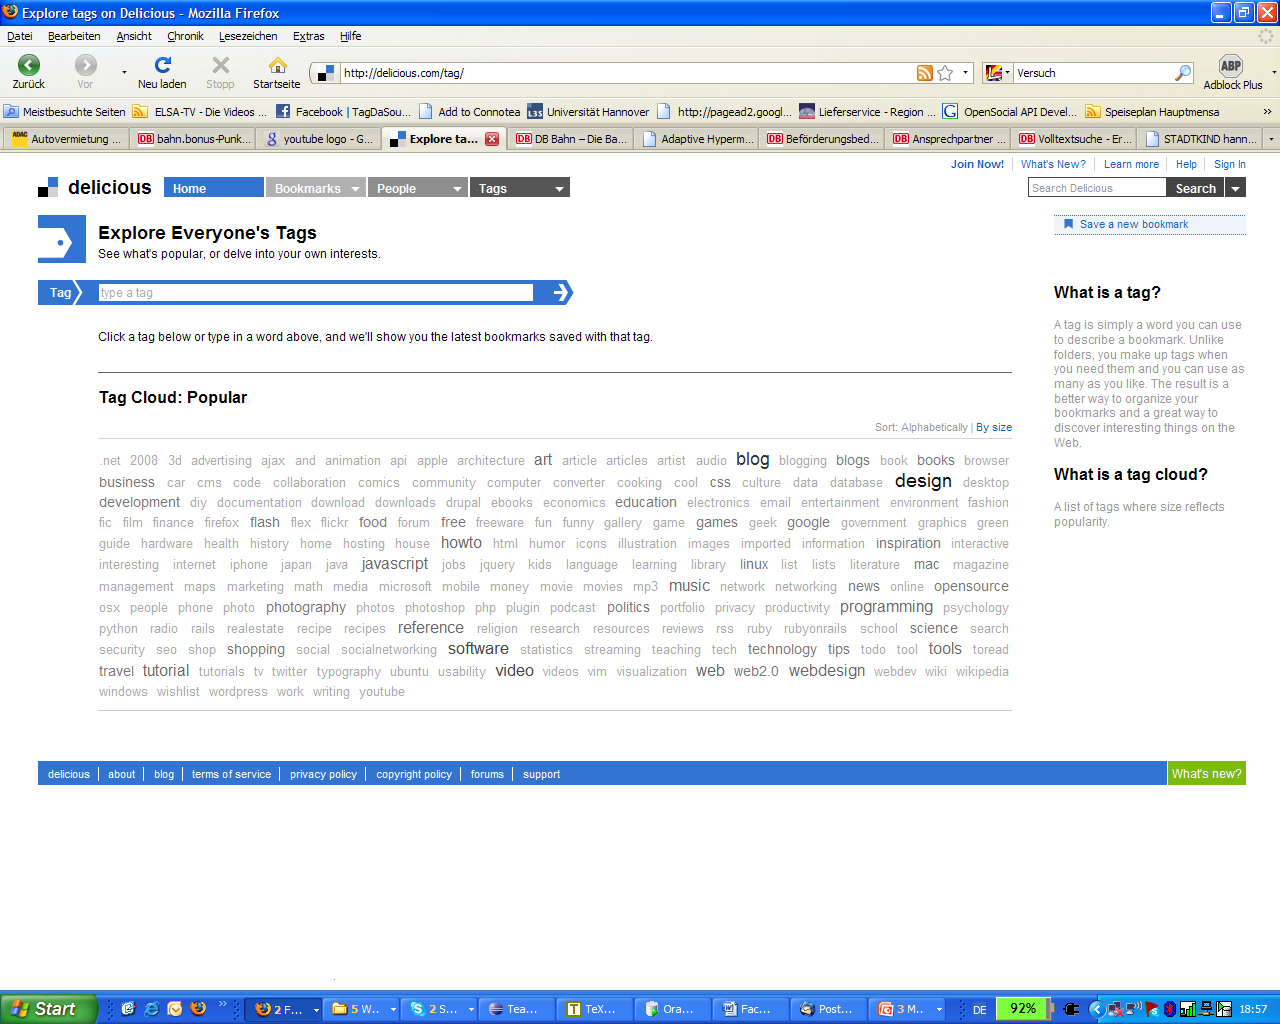 Explore tags on Delicious - Mozilla Firefox
Datei Bearbeiten Ansicht Chronik Lesezeichen Extras Hilfe
Zurück Vor Neu laden Stopp Startseite http://delicious.com/tag/ Versuch ABP Adblock Plus
Meistbesuchte Seiten ELSA-TV - Die Videos ... Facebook | TagDaSou... Add to Connotea L3S Universität Hannover http://pagead2.googl... Lieferservice - Region ... OpenSocial API Devel... Speiseplan Hauptmensa »
ADAC Autovermietung ... DB bahn.bonus-Punk... youtube logo - G... Explore ta... DB DB Bahn – Die Ba... Adaptive Hyperm... DB Beförderungsbed... DB Ansprechpartner ... DB Volltextsuche - Er... STADTKIND hann...
Join Now! What's New? Learn more Help Sign In
delicious Home Bookmarks People Tags Search Delicious Search
Explore Everyone's Tags
See what's popular, or delve into your own interests.
Save a new bookmark
Tag type a tag
Click a tag below or type in a word above, and we'll show you the latest bookmarks saved with that tag.
Tag Cloud: Popular
Sort: Alphabetically | By size
.net 2008 3d advertising ajax and animation api apple architecture art article articles artist audio blog blogging blogs book books browser
business car cms code collaboration comics community computer converter cooking cool css culture data database design desktop
development diy documentation download downloads drupal ebooks economics education electronics email entertainment environment fashion
fic film finance firefox flash flex flickr food forum free freeware fun funny gallery game games geek google government graphics green
guide hardware health history home hosting house howto html humor icons illustration images imported information inspiration interactive
interesting internet iphone japan java javascript jobs jquery kids language learning library linux list lists literature mac magazine
management maps marketing math media microsoft mobile money movie movies mp3 music network networking news online opensource
osx people phone photo photography photos photoshop php plugin podcast politics portfolio privacy productivity programming psychology
python radio rails realestate recipe recipes reference religion research resources reviews rss ruby rubyonrails school science search
security seo shop shopping social socialnetworking software statistics streaming teaching tech technology tips todo tool tools toread
travel tutorial tutorials tv twitter typography ubuntu usability video videos vim visualization web web2.0 webdesign webdev wiki wikipedia
windows wishlist wordpress work writing youtube
What is a tag?
A tag is simply a word you can use
to describe a bookmark. Unlike
folders, you make up tags when
you need them and you can use as
many as you like. The result is a
better way to organize your
bookmarks and a great way to
discover interesting things on the
Web.
What is a tag cloud?
A list of tags where size reflects
popularity.
delicious about blog terms of service privacy policy copyright policy forums support What's new?
Start » 2 F... 5 W... 2 S... Tea... TeX... Ora... Fac... Post... 3 M... DE 92% 18:57